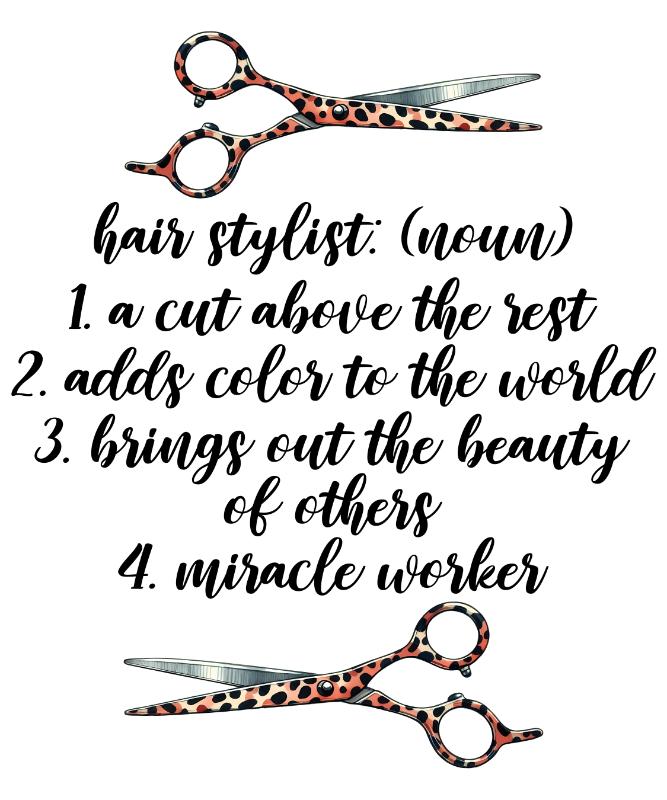 hair stylist: (noun)
1. a cut above the rest
2. adds color to the world
3. brings out the beauty
of others
4. miracle worker